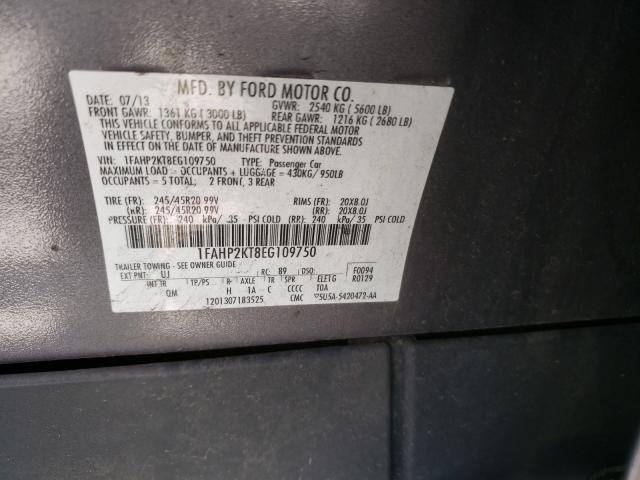 MFD. BY FORD MOTOR CO.
DATE: 07/13 GVWR: 2540 KG ( 5600 LB)
FRONT GAWR: 1361 KG ( 3000 LB) REAR GAWR: 1216 KG ( 2680 LB)
THIS VEHICLE CONFORMS TO ALL APPLICABLE FEDERAL MOTOR
VEHICLE SAFETY, BUMPER, AND THEFT PREVENTION STANDARDS
IN EFFECT ON THE DATE OF MANUFACTURE SHOWN ABOVE.
VIN: 1FAHP2KT8EG109750 TYPE: Passenger Car
MAXIMUM LOAD = OCCUPANTS + LUGGAGE = 430KG/ 950LB
OCCUPANTS = 5 TOTAL; 2 FRONT, 3 REAR
TIRE (FR): 245/45R20 99V RIMS (FR): 20X8.0J
(RR): 245/45R20 99V (RR): 20X8.0J
PRESSURE (FR): 240 kPa/ 35 PSI COLD (RR): 240 kPa/ 35 PSI COLD
1FAHP2KT8EG109750
TRAILER TOWING - SEE OWNER GUIDE F0094
EXT PNT: UJ RC: 89 DSO: R0129
INT TR TP/PS R- AXLE TR SPR ELE1G
QM H 1A C CCCC TOA
1201307183525 CMC 5U5A-5420472-AA